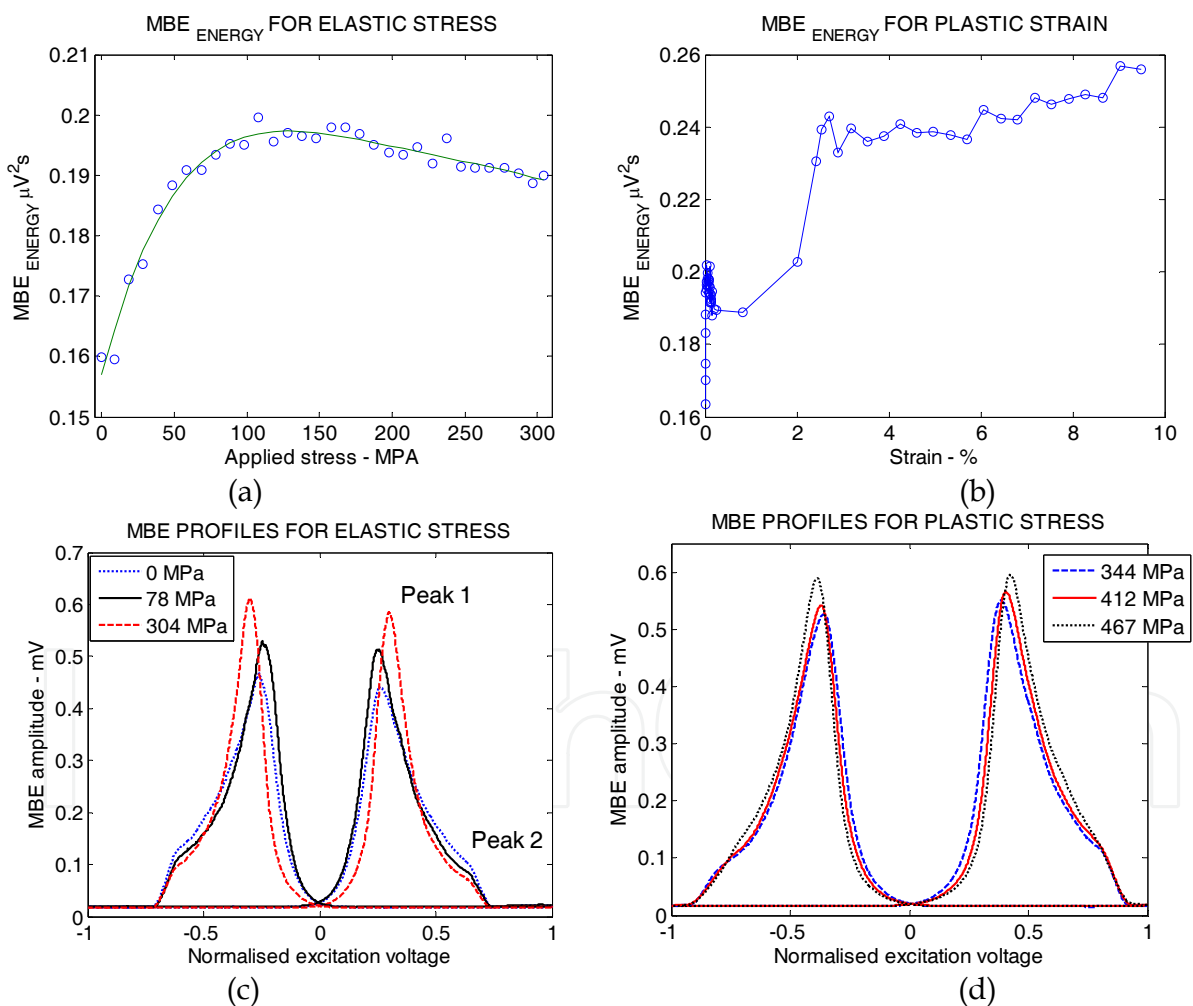 MBE ENERGY FOR ELASTIC STRESS
0.21
0.2
0.19
0.18
0.17
0.16
0.15
MBE ENERGY μV²s
0 50 100 150 200 250 300
Applied stress - MPA
(a)
MBE ENERGY FOR PLASTIC STRAIN
0.26
0.24
0.22
0.2
0.18
0.16
MBE ENERGY μV²s
0 2 4 6 8 10
Strain - %
(b)
MBE PROFILES FOR ELASTIC STRESS
0.7
0.6
0.5
0.4
0.3
0.2
0.1
0
MBE amplitude - mV
0 MPa
78 MPa
304 MPa
Peak 1
Peak 2
-1 -0.5 0 0.5 1
Normalised excitation voltage
(c)
MBE PROFILES FOR PLASTIC STRESS
0.6
0.5
0.4
0.3
0.2
0.1
0
MBE amplitude - mV
344 MPa
412 MPa
467 MPa
-1 -0.5 0 0.5 1
Normalised excitation voltage
(d)